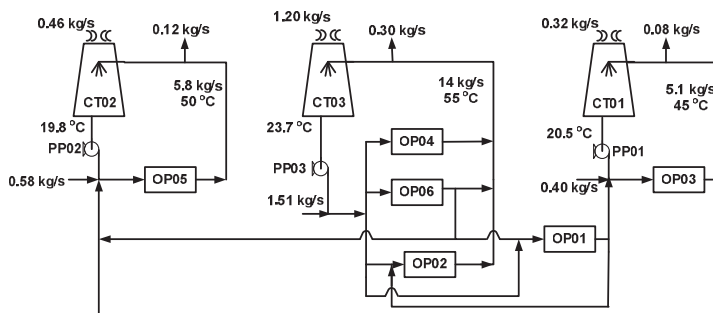 0.46 kg/s
0.12 kg/s
CT02
5.8 kg/s
50 °C
19.8 °C
PP02
0.58 kg/s
OP05
1.20 kg/s
0.30 kg/s
CT03
14 kg/s
55 °C
23.7 °C
PP03
1.51 kg/s
OP04
OP06
OP02
0.32 kg/s
0.08 kg/s
CT01
5.1 kg/s
45 °C
20.5 °C
PP01
0.40 kg/s
OP03
OP01